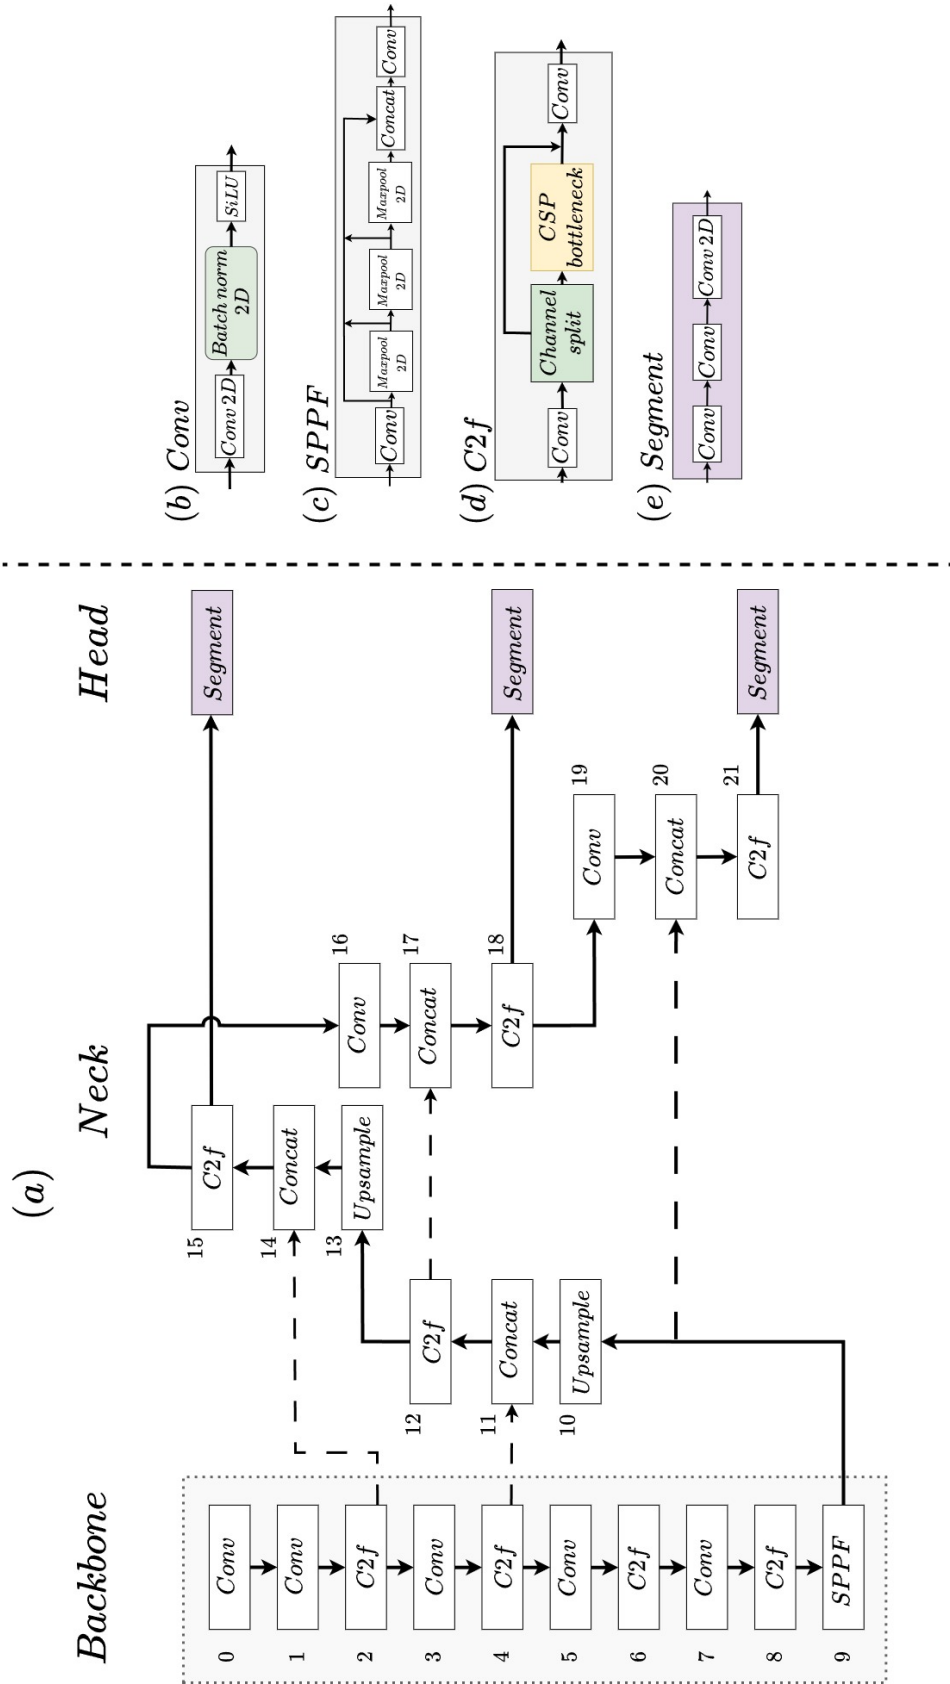 (a)
Backbone
Neck
Head
0
Conv
1
Conv
2
C2f
3
Conv
4
C2f
5
Conv
6
C2f
7
Conv
8
C2f
9
SPPF
10
Upsample
11
Concat
12
C2f
13
Upsample
14
Concat
15
C2f
16
Conv
17
Concat
18
C2f
19
Conv
20
Concat
21
C2f
Segment
Segment
Segment
(b) Conv
Conv 2D
Batch norm
2D
SiLU
(c) SPPF
Conv
Maxpool
2D
Maxpool
2D
Maxpool
2D
Concat
Conv
(d) C2f
Conv
Channel
split
CSP
bottleneck
Conv
(e) Segment
Conv
Conv
Conv 2D